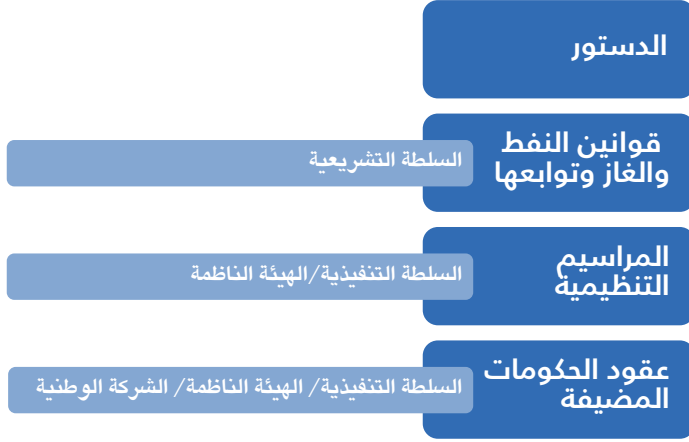 الدستور
قوانين النفط
والغاز وتوابعها
السلطة التشريعية
المراسيم
التنظيمية
السلطة التنفيذية/الهيئة الناظمة
عقود الحكومات
المضيفة
السلطة التنفيذية/ الهيئة الناظمة/ الشركة الوطنية